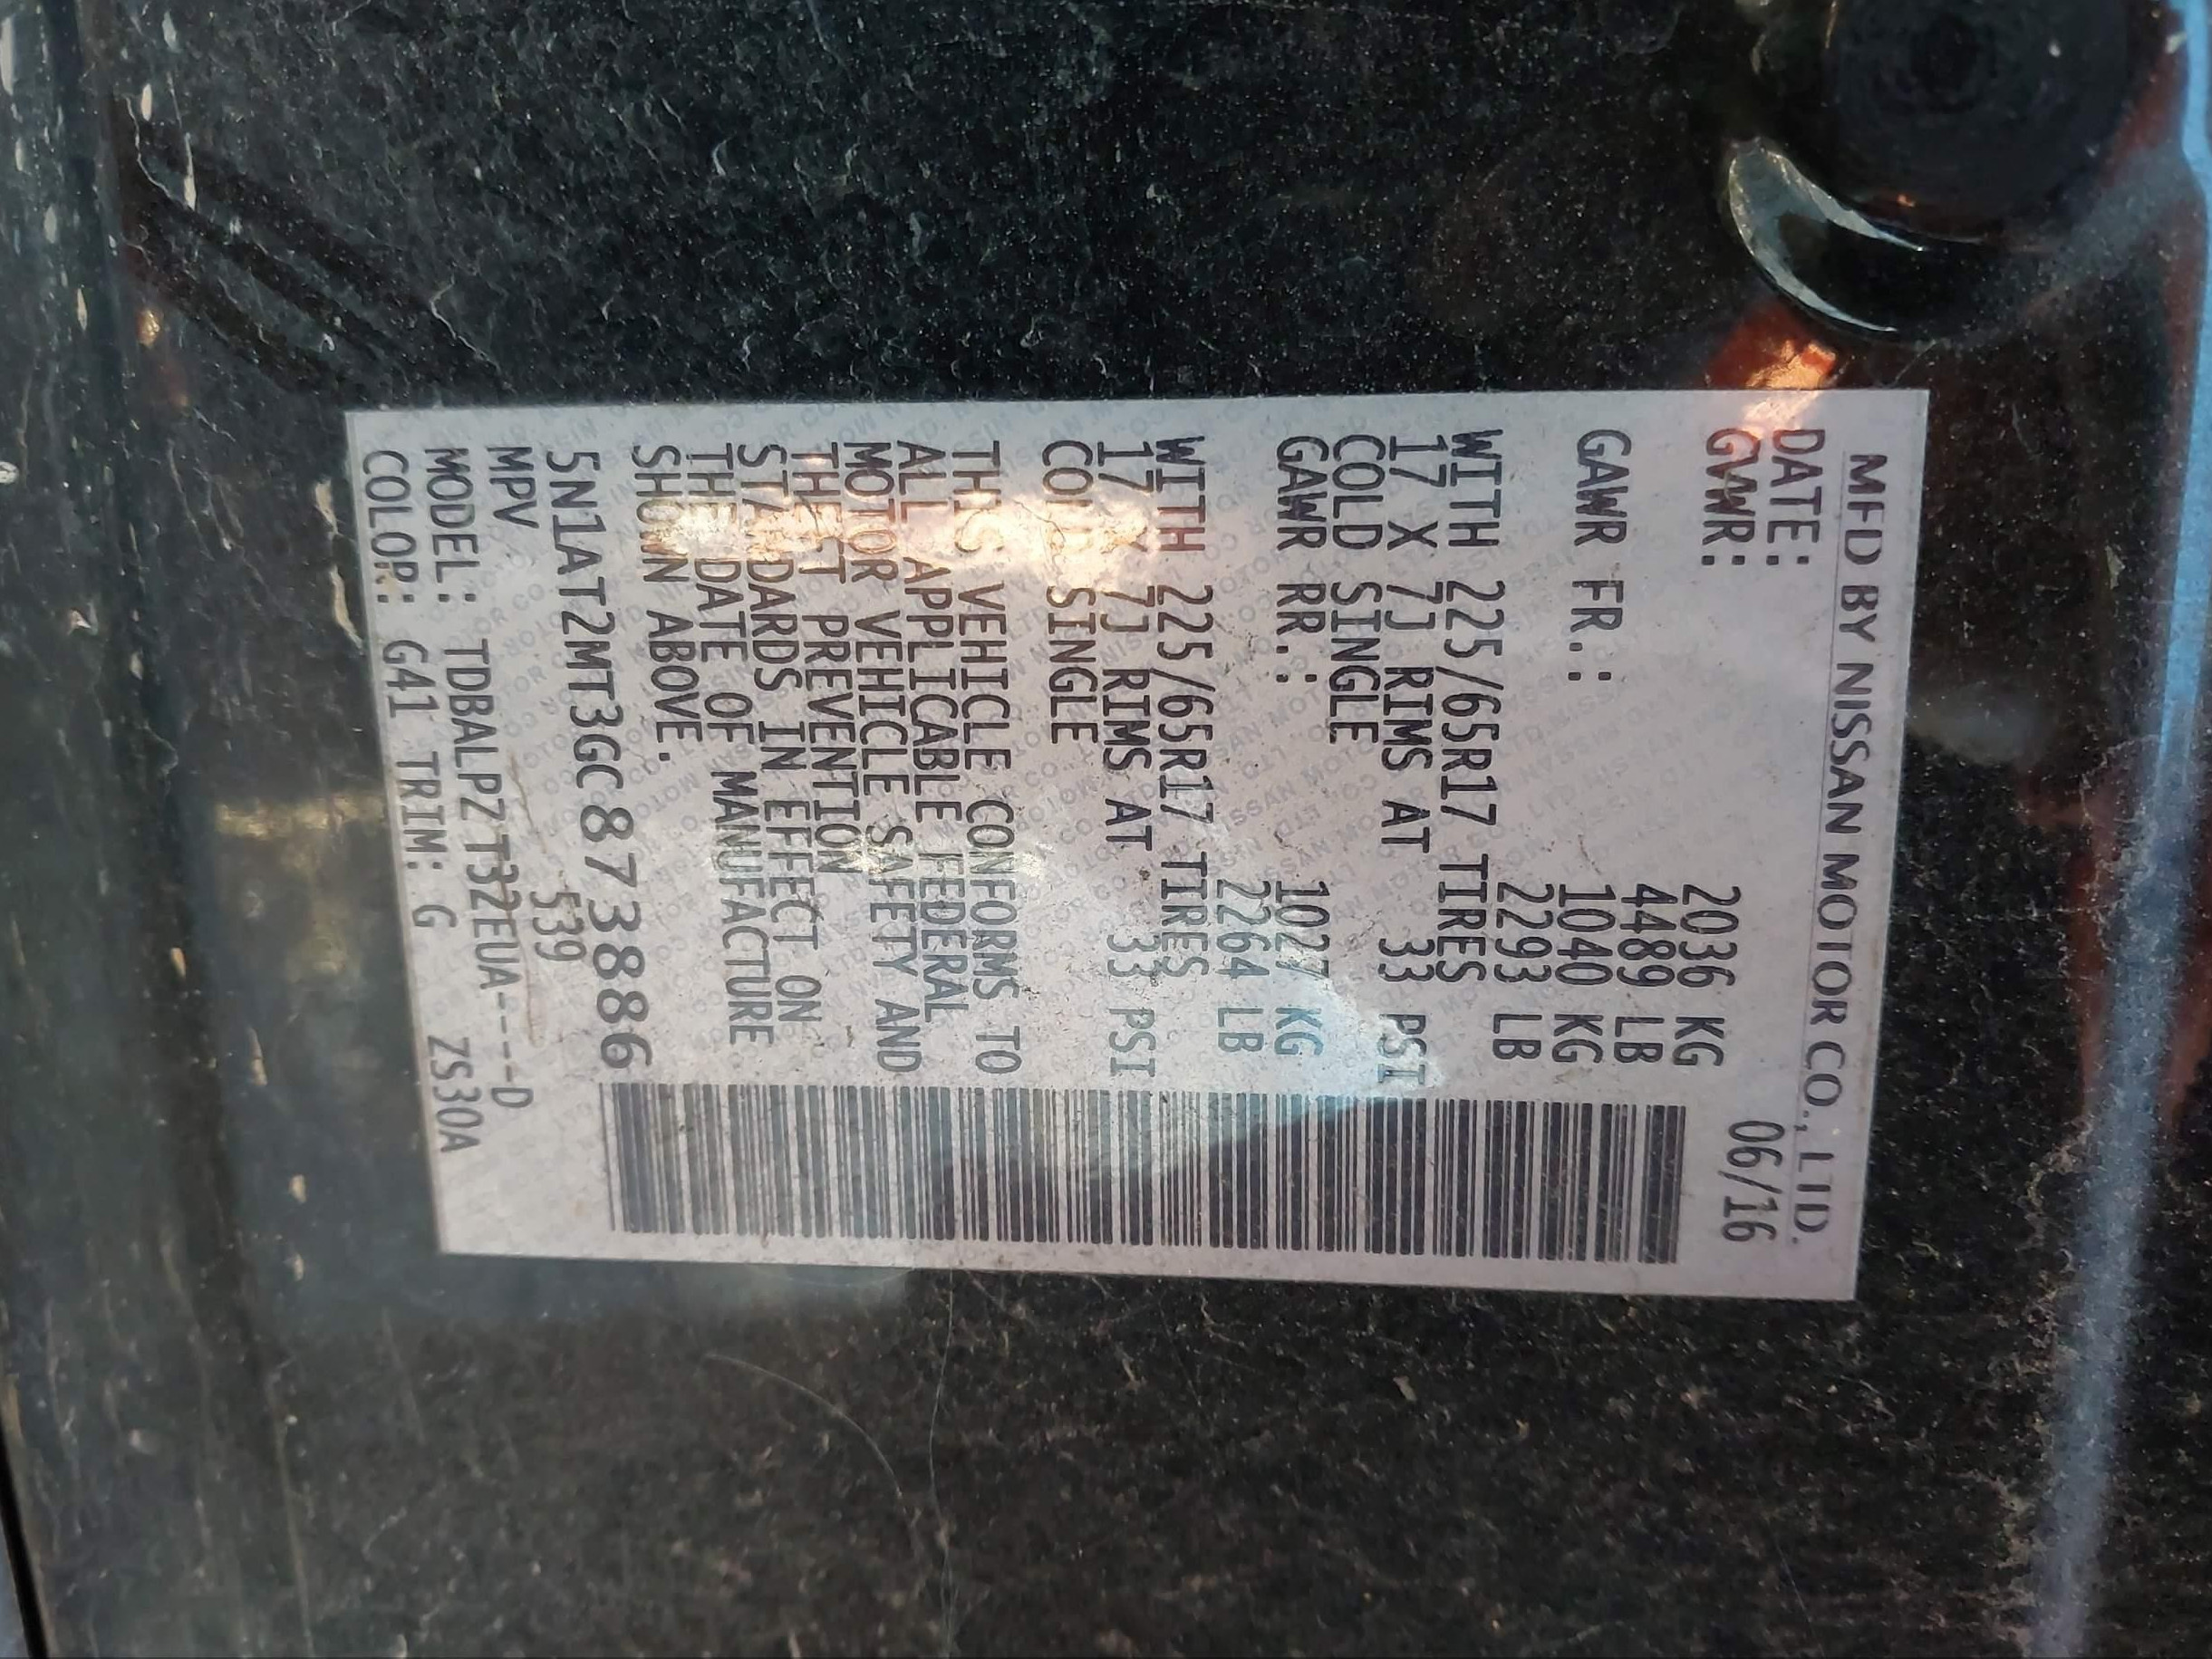 MFD BY NISSAN MOTOR CO., LTD.
DATE: 06/16
GVWR: 2036 KG
4489 LB
GAWR FR.: 1040 KG
2293 LB
WITH 225/65R17 TIRES
17 X 7J RIMS AT 33 PSI
COLD SINGLE
GAWR RR.: 1027 KG
2264 LB
WITH 225/65R17 TIRES
17 X 7J RIMS AT 33 PSI
COLD SINGLE
THIS VEHICLE CONFORMS TO
ALL APPLICABLE FEDERAL
MOTOR VEHICLE SAFETY AND
THEFT PREVENTION
STANDARDS IN EFFECT ON
THE DATE OF MANUFACTURE
SHOWN ABOVE.
5N1AT2MT3GC873886
MPV 539
MODEL: TDBALPZT32EUA----D
COLOR: G41 TRIM: G ZS30A